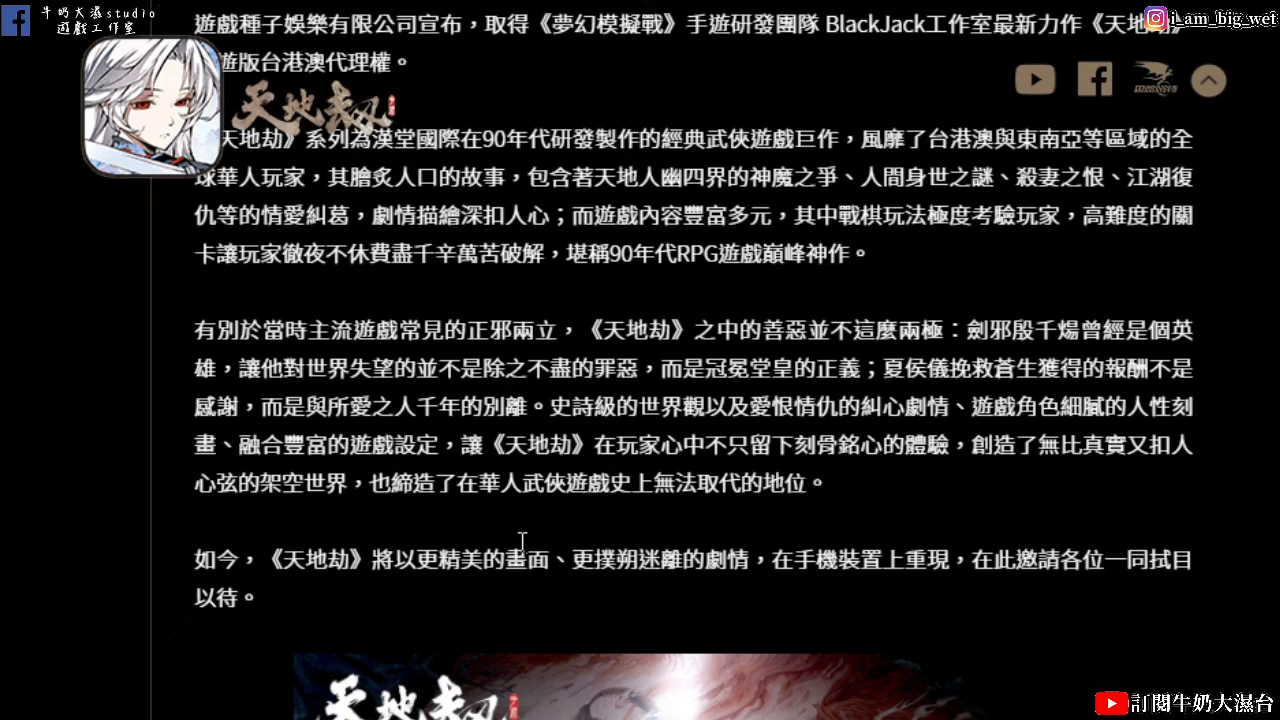 牛奶大濕studio
遊戲工作室
遊戲種子娛樂有限公司宣布，取得《夢幻模擬戰》手遊研發團隊 BlackJack工作室最新力作《天地劫》
i_am_big_wet
遊版台港澳代理權。
天地劫
天地劫》系列為漢堂國際在90年代研發製作的經典武俠遊戲巨作，風靡了台港澳與東南亞等區域的全
球華人玩家，其膾炙人口的故事，包含著天地人幽四界的神魔之爭、人間身世之謎、殺妻之恨、江湖復
仇等的情愛糾葛，劇情描繪深扣人心；而遊戲內容豐富多元，其中戰棋玩法極度考驗玩家，高難度的關
卡讓玩家徹夜不休費盡千辛萬苦破解，堪稱90年代RPG遊戲巔峰神作。
有別於當時主流遊戲常見的正邪兩立，《天地劫》之中的善惡並不這麼兩極：劍邪殷千煬曾經是個英
雄，讓他對世界失望的並不是除之不盡的罪惡，而是冠冕堂皇的正義；夏侯儀挽救蒼生獲得的報酬不是
感謝，而是與所愛之人千年的別離。史詩級的世界觀以及愛恨情仇的糾心劇情、遊戲角色細膩的人性刻
畫、融合豐富的遊戲設定，讓《天地劫》在玩家心中不只留下刻骨銘心的體驗，創造了無比真實又扣人
心弦的架空世界，也締造了在華人武俠遊戲史上無法取代的地位。
如今，《天地劫》將以更精美的畫面、更撲朔迷離的劇情，在手機裝置上重現，在此邀請各位一同拭目
以待。
天地劫
訂閱牛奶大濕台